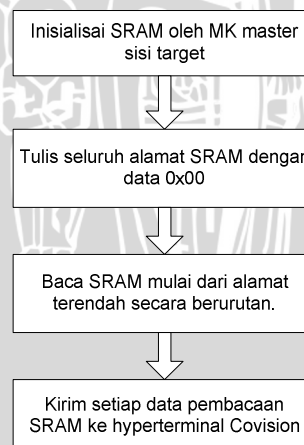 Inisialisai SRAM oleh MK master
sisi target
Tulis seluruh alamat SRAM dengan
data 0x00
Baca SRAM mulai dari alamat
terendah secara berurutan.
Kirim setiap data pembacaan
SRAM ke hyperterminal Covision